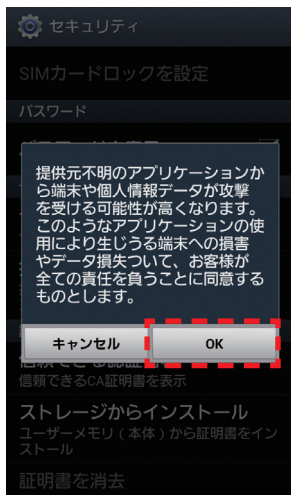 セキュリティ
SIMカードロックを設定
パスワード
提供元不明のアプリケーションか
ら端末や個人情報データが攻撃
を受ける可能性が高くなります。
このようなアプリケーションの使
用により生じうる端末への損害
やデータ損失ついて、お客様が
全ての責任を負うことに同意する
ものとします。
キャンセル
OK
信頼できるCA証明書を表示
ストレージからインストール
ユーザーメモリ（本体）から証明書をイン
ストール
証明書を消去